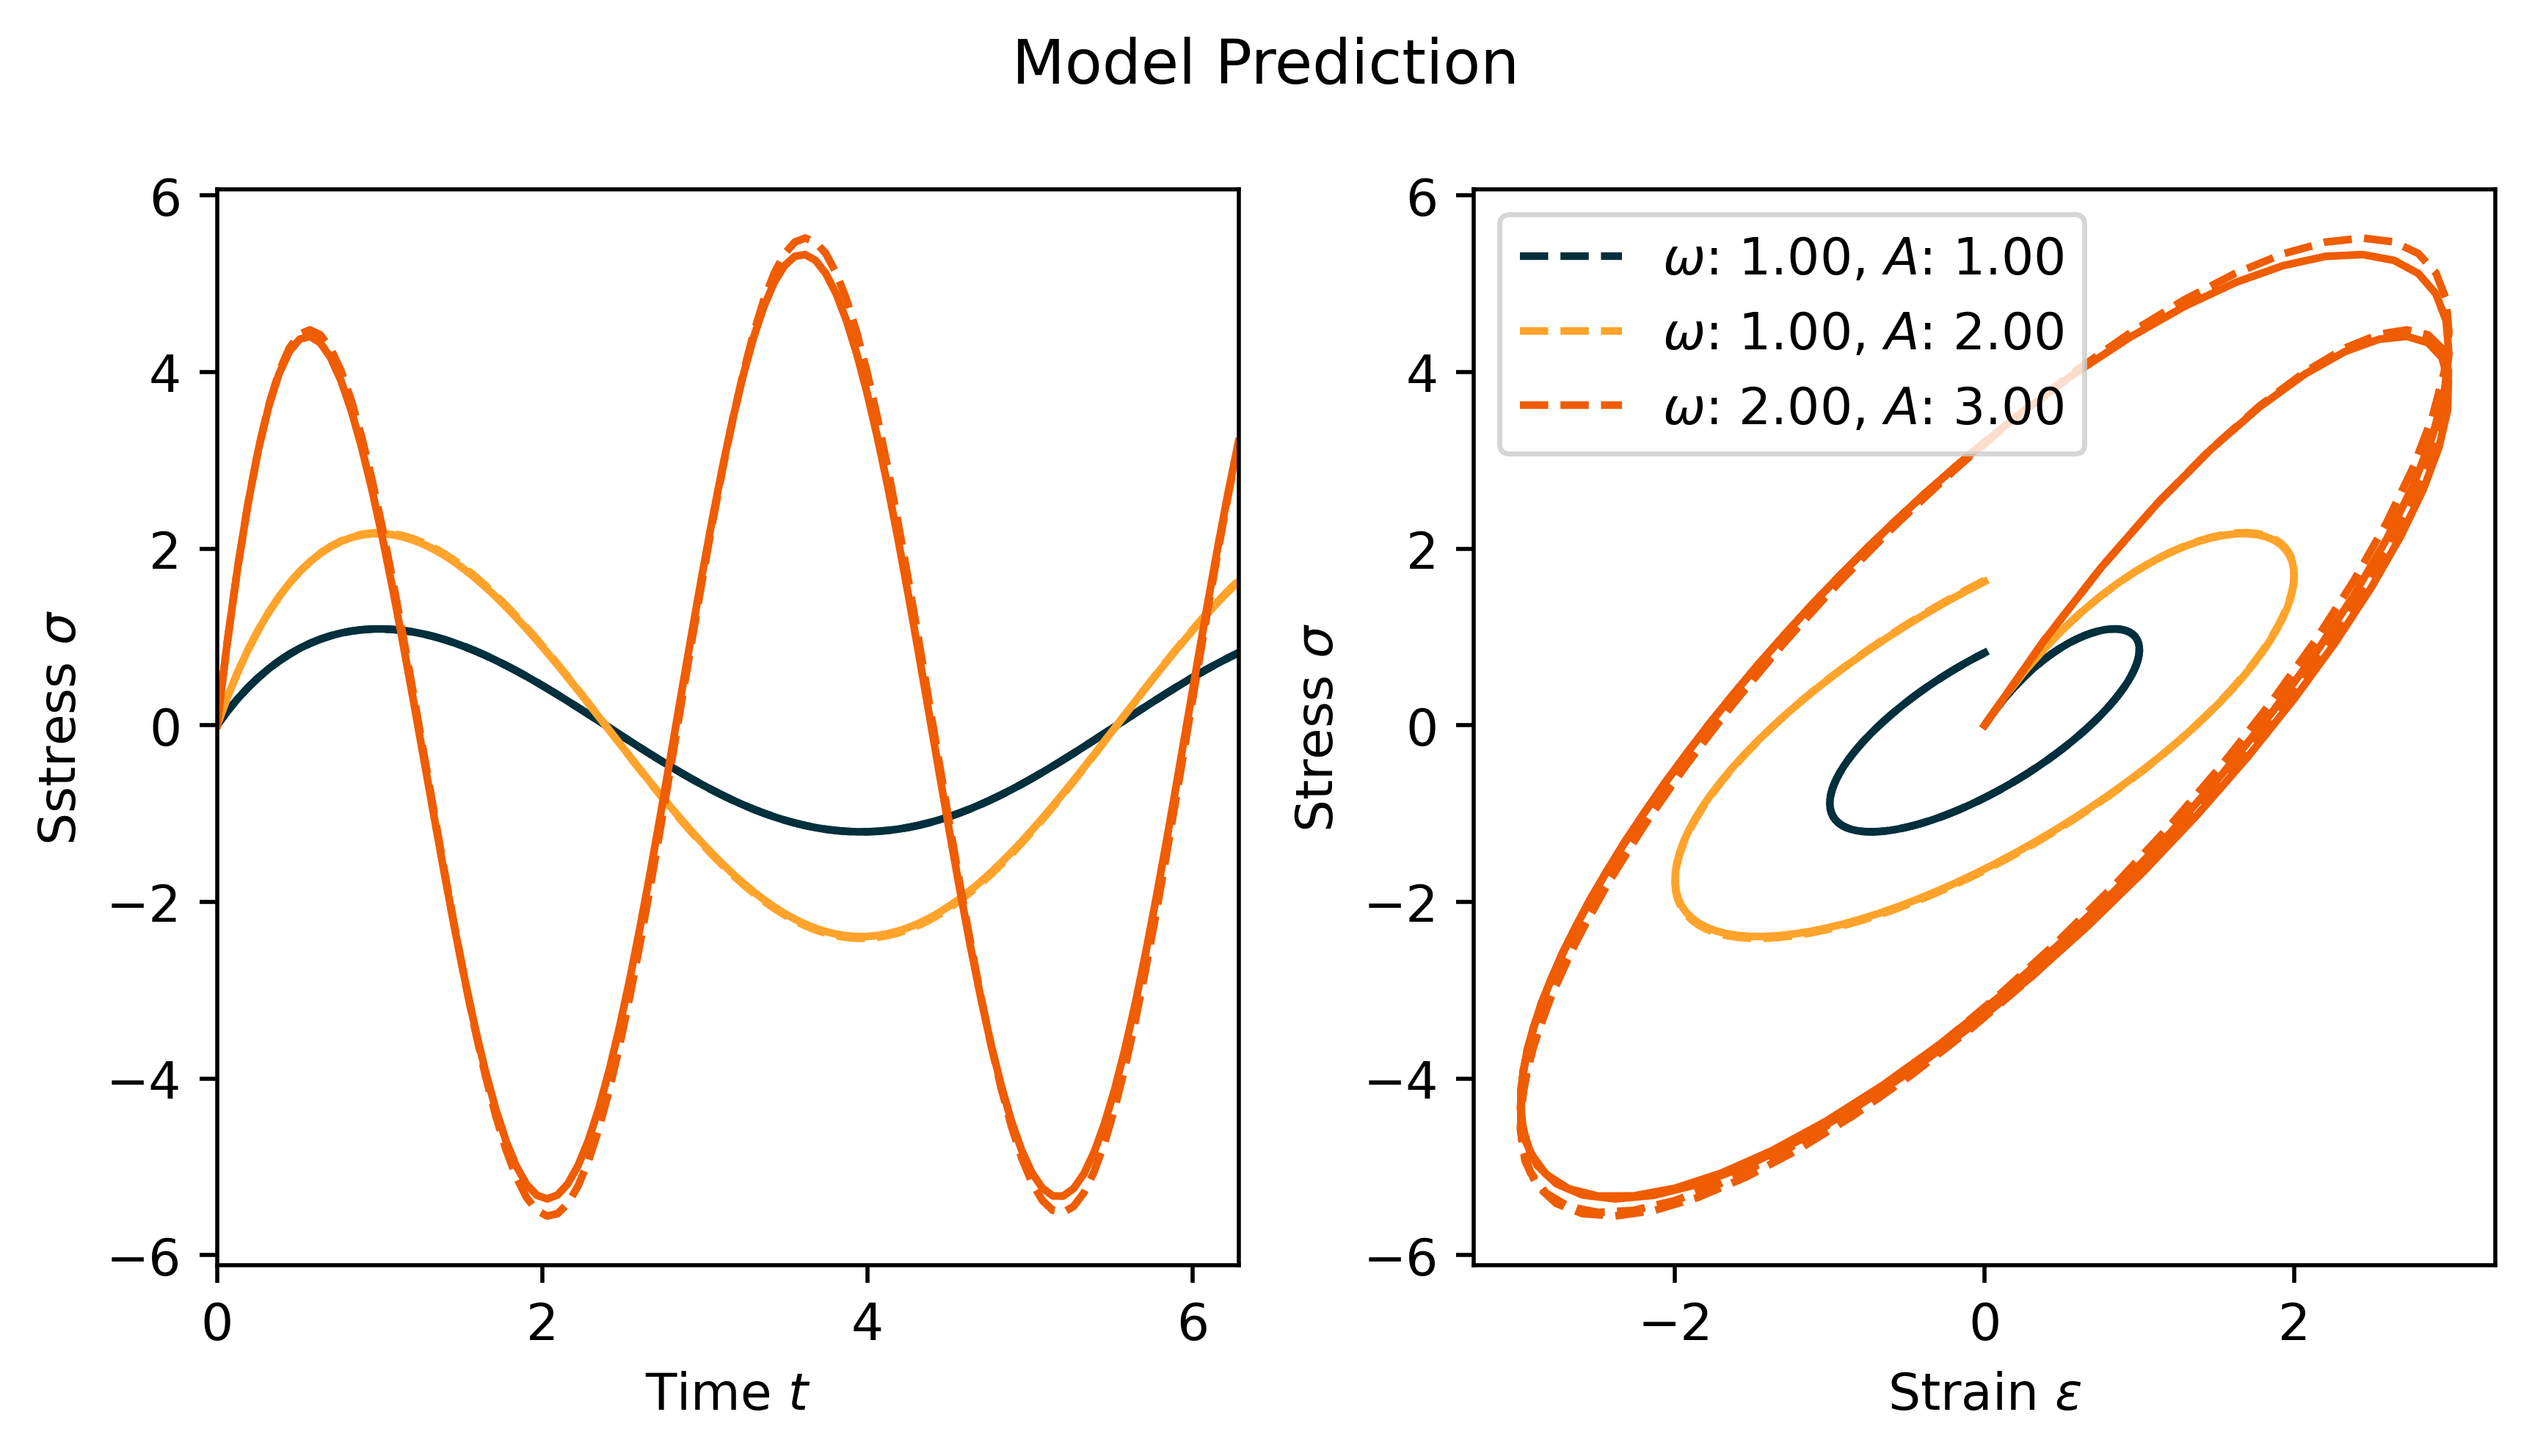 Model Prediction
6
4
2
0
−2
−4
−6
0 2 4 6
Sstress σ
Time t
6
4
2
0
−2
−4
−6
−2 0 2
Stress σ
Strain ε
ω: 1.00, A: 1.00
ω: 1.00, A: 2.00
ω: 2.00, A: 3.00